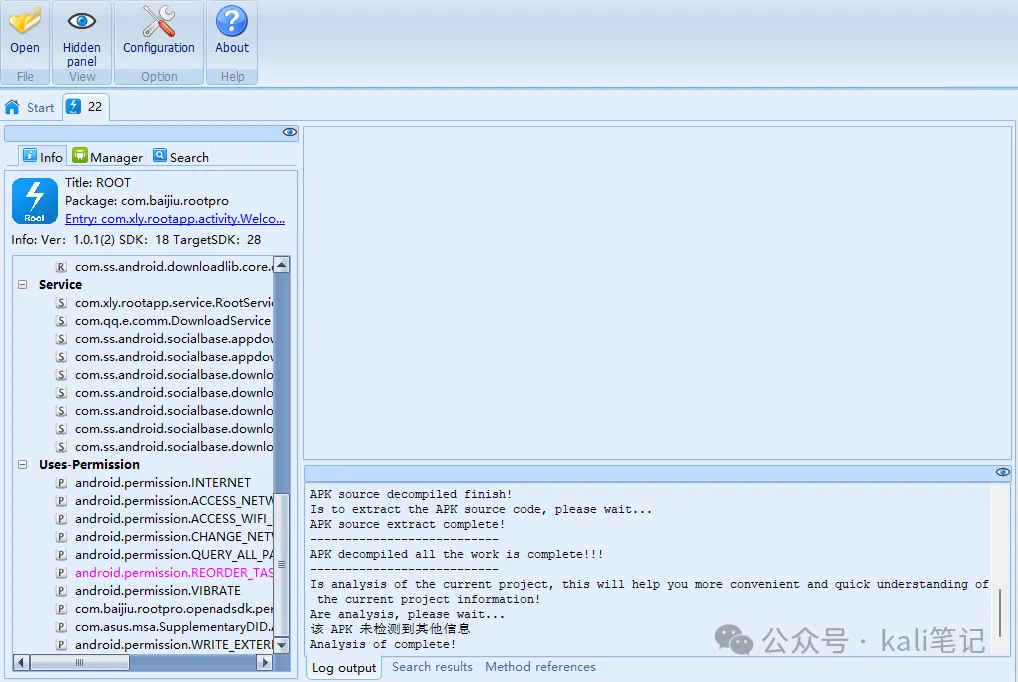 Open
Hidden panel
Configuration
About
File
View
Option
Help
Start
22
Info
Manager
Search
Root
Title: ROOT
Package: com.baijiu.rootpro
Entry: com.xly.rootapp.activity.Welco...
Info: Ver: 1.0.1(2) SDK: 18 TargetSDK: 28
R com.ss.android.downloadlib.core.
Service
S com.xly.rootapp.service.RootServi
S com.qq.e.comm.DownloadService
S com.ss.android.socialbase.appdov
S com.ss.android.socialbase.appdov
S com.ss.android.socialbase.downlo
S com.ss.android.socialbase.downlo
S com.ss.android.socialbase.downlo
S com.ss.android.socialbase.downlo
S com.ss.android.socialbase.downlo
Uses-Permission
P android.permission.INTERNET
P android.permission.ACCESS_NETW
P android.permission.ACCESS_WIFI_
P android.permission.CHANGE_NET
P android.permission.QUERY_ALL_PA
P android.permission.REORDER_TAS
P android.permission.VIBRATE
P com.baijiu.rootpro.openadsdk.per
P com.asus.msa.SupplementaryDID.
P android.permission.WRITE_EXTER
APK source decompiled finish!
Is to extract the APK source code, please wait...
APK source extract complete!
--------------------------
APK decompiled all the work is complete!!!
--------------------------
Is analysis of the current project, this will help you more convenient and quick understanding of
the current project information!
Are analysis, please wait...
该 APK 未检测到其他信息
Analysis of complete!
公众号 · kali笔记
Log output
Search results
Method references